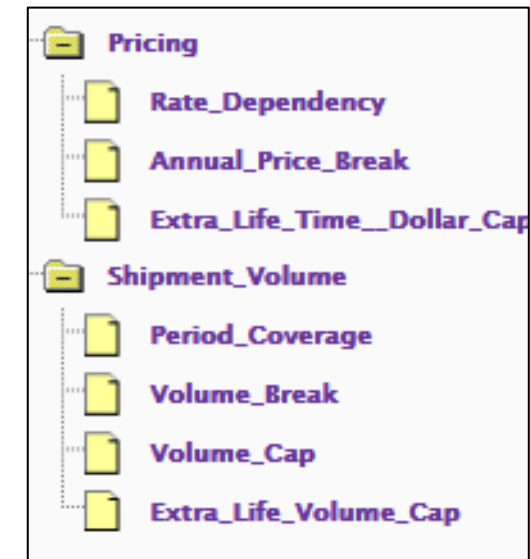 Pricing
Rate_Dependency
Annual_Price_Break
Extra_Life_Time__Dollar_Cap
Shipment_Volume
Period_Coverage
Volume_Break
Volume_Cap
Extra_Life_Volume_Cap